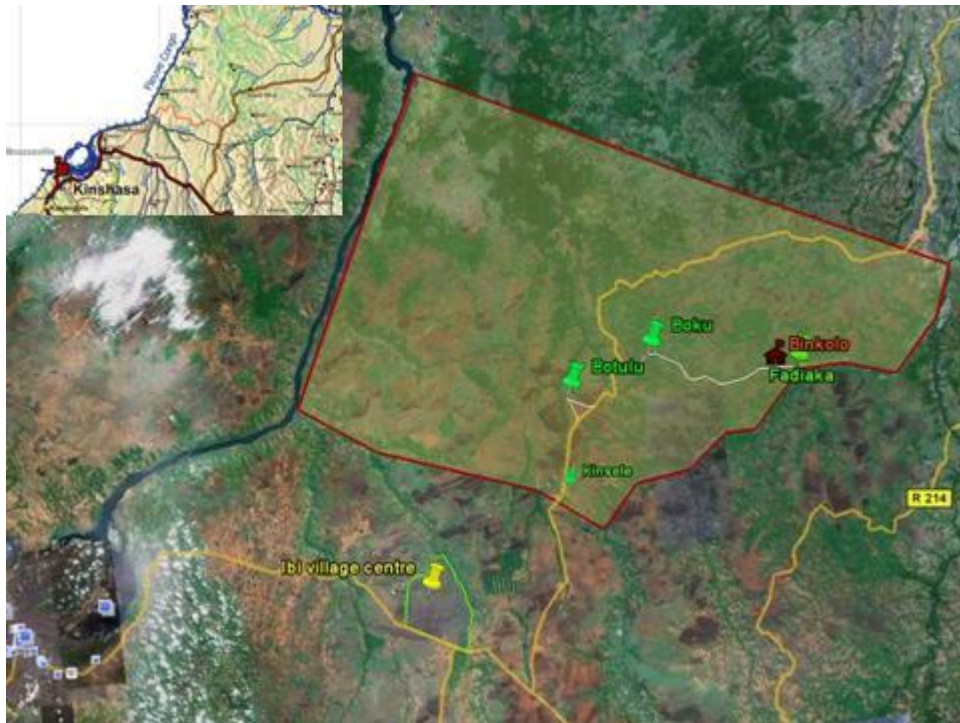 Kinshasa
Boku
Botulu
Binkolo
Fadiaka
Kinsele
R 214
Ibi village centre